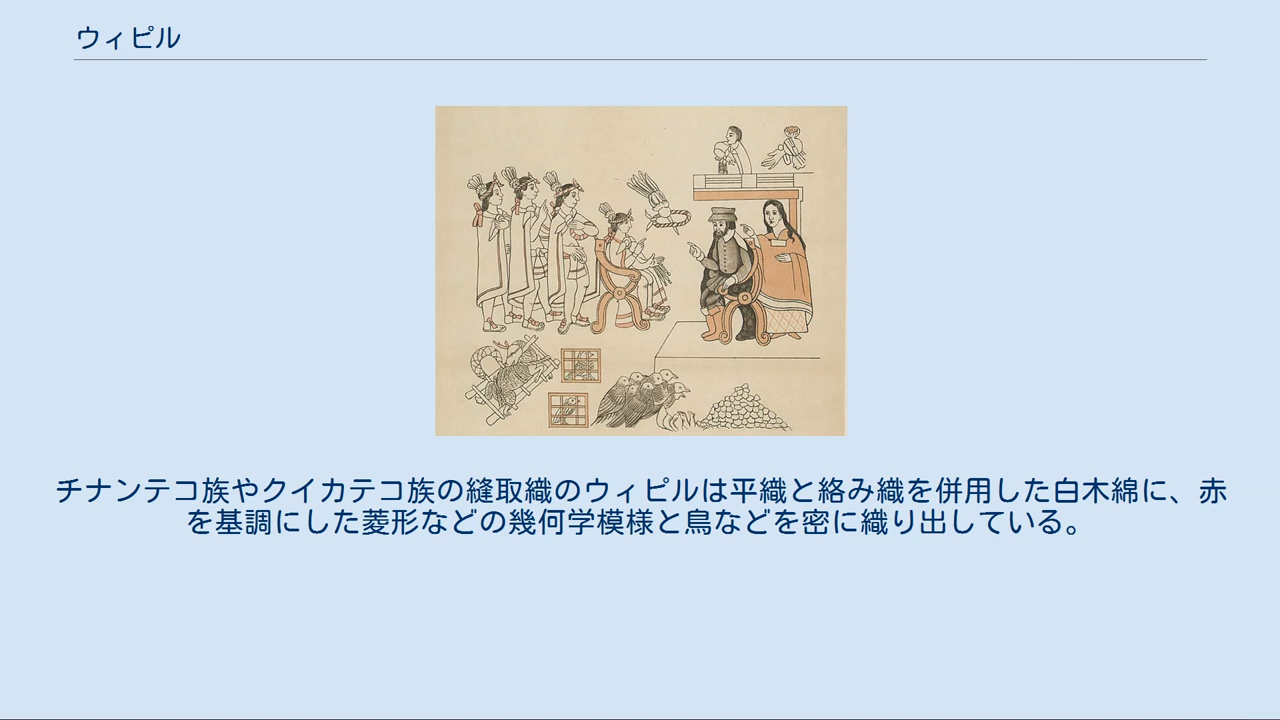 ウィピル
チナンテコ族やクイカテコ族の縫取織のウィピルは平織と絡み織を併用した白木綿に、赤
を基調にした菱形などの幾何学模様と鳥などを密に織り出している。